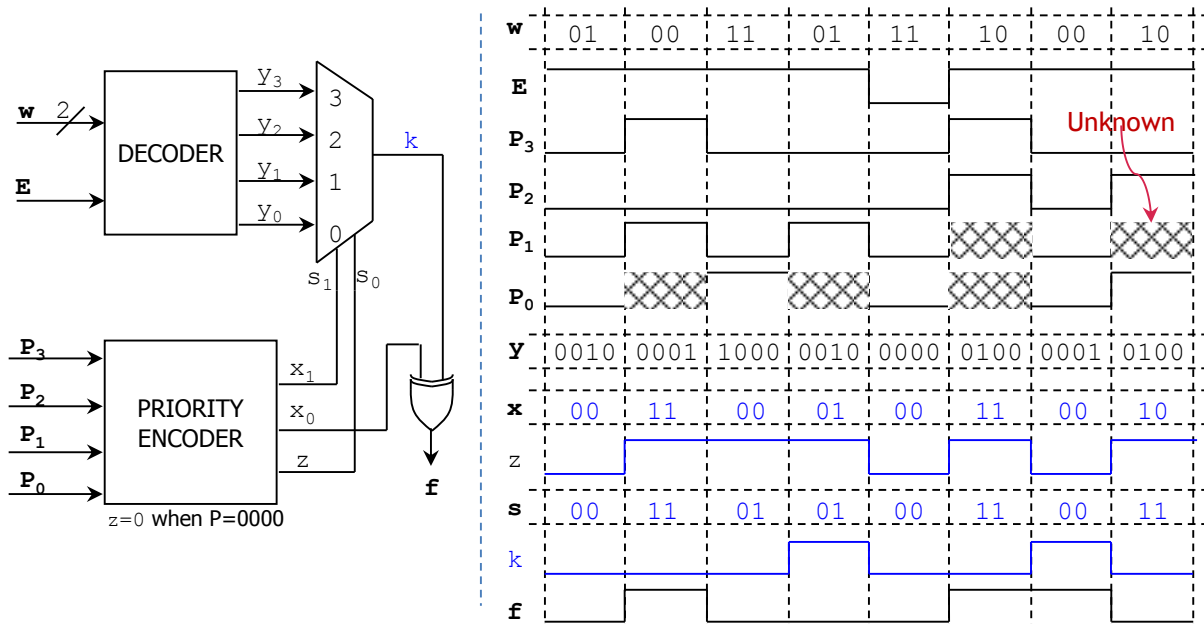 w 2
E
DECODER
y3
y2
y1
y0
3
2
1
0
k
s1 s0
P3
P2
P1
P0
PRIORITY
ENCODER
x1
x0
z
f
z=0 when P=0000
w 01 00 11 01 11 10 00 10
E
P3
Unknown
P2
P1
P0
y 0010 0001 1000 0010 0000 0100 0001 0100
x 00 11 00 01 00 11 00 10
z
s 00 11 01 01 00 11 00 11
k
f